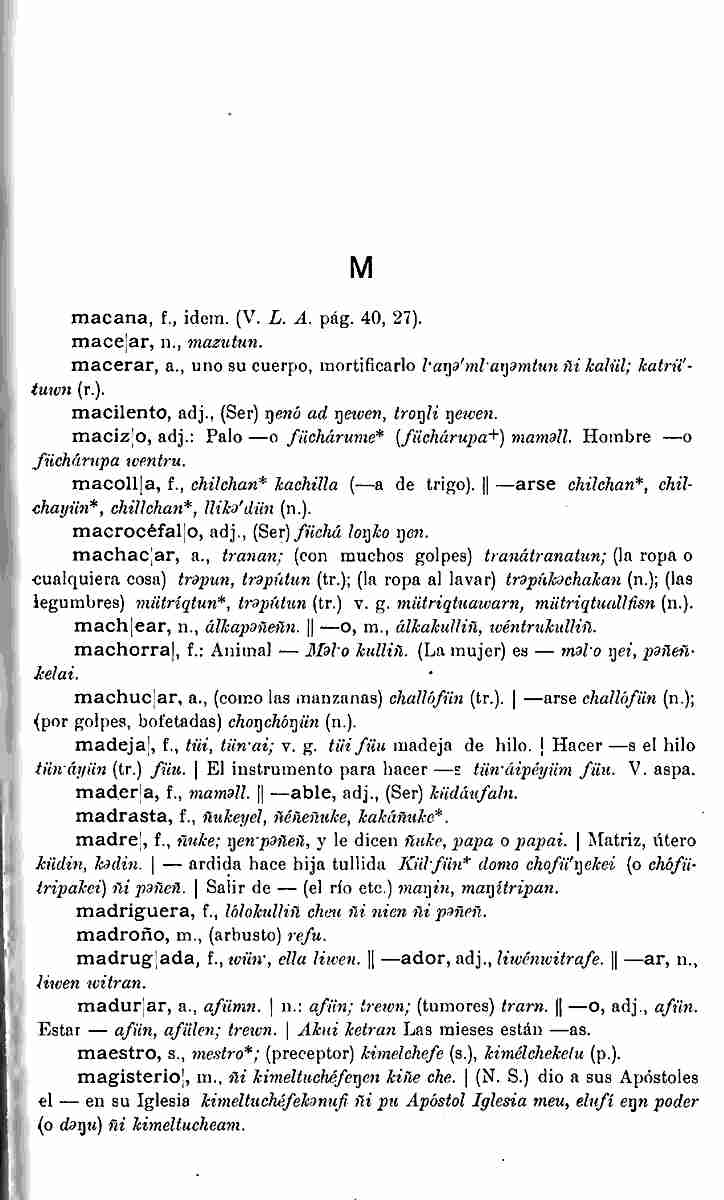 M
macana, f., idem. (V. L. A. pág. 40, 27).
mace¦ar, n., mazutun.
macerar, a., uno su cuerpo, mortificarlo l·aŋə'ml·aŋəmtun ñi kalül; katrü'-
tuwn (r.).
macilento, adj., (Ser) ŋenó ad ŋewen, troŋli ŋewen.
maciz¦o, adj.: Palo —o füchárume* (füchárupa+) maməll. Hombre —o
füchárupa wentru.
macoll¦a, f., chilchan* kachilla (—a de trigo). || —arse chilchan*, chil-
chayün*, chillchan*, llikə'dün (n.).
macrocéfal¦o, adj., (Ser) füchá loŋko ŋen.
machac¦ar, a., tranan; (con muchos golpes) tranátranatun; (la ropa o
cualquiera cosa) trəpun, trəpútun (tr.); (la ropa al lavar) trəpúkəchakan (n.); (las
legumbres) mütríqtun*, trəpútun (tr.) v. g. mütriqtuawarn, mütriqtuallfisn (n.).
mach¦ear, n., álkapəñeñn. || —o, m., álkakulliñ, wéntrukulliñ.
machorra¦, f.: Animal — Məl·o kulliñ. (La mujer) es — məl·o ŋei, pəñeñ-
kelai.
machuc¦ar, a., (como las manzanas) challófün (tr.). | —arse challófün (n.);
(por golpes, bofetadas) choŋchóŋün (n.).
madeja¦, f., tüi, tün·ai; v. g. tüi füu madeja de hilo. | Hacer —s el hilo
tün·áyün (tr.) füu. | El instrumento para hacer —s tün·áipéyüm füu. V. aspa.
mader¦a, f., maməll. || —able, adj., (Ser) küdáufaln.
madrasta, f., ñukeyel, ñéñeñuke, kakáñuke*.
madre¦, f., ñuke; ŋen·pəñeñ, y le dicen ñuke, papa o papai. | Matriz, útero
küdin, kədin. | — ardida hace hija tullida Kül·fün* domo chofü'ŋekei (o chófü-
tripakei) ñi pəñeñ. | Salir de — (el río etc.) maŋin, maŋítripan.
madriguera, f., lólokulliñ cheu ñi nien ñi pəñeñ.
madroño, m., (arbusto) refu.
madrug¦ada, f., wün·, ella liwen. || —ador, adj., liwénwitrafe. || —ar, n.,
liwen witran.
madur¦ar, a., afümn. | n.: afün; trewn; (tumores) trarn. || —o, adj., afün.
Estar — afün, afülen; trewn. | Akui ketran Las mieses están —as.
maestro, s., mestro*; (preceptor) kimelchefe (s.), kimélchekelu (p.).
magisterio¦, m., ñi kimeltuchéfeŋen kiñe che. | (N. S.) dio a sus Apóstoles
el — en su Iglesia kimeltuchéfekənufi ñi pu Apóstol Iglesia meu, elufí eŋn poder
(o dəŋu) ñi kimeltucheam.